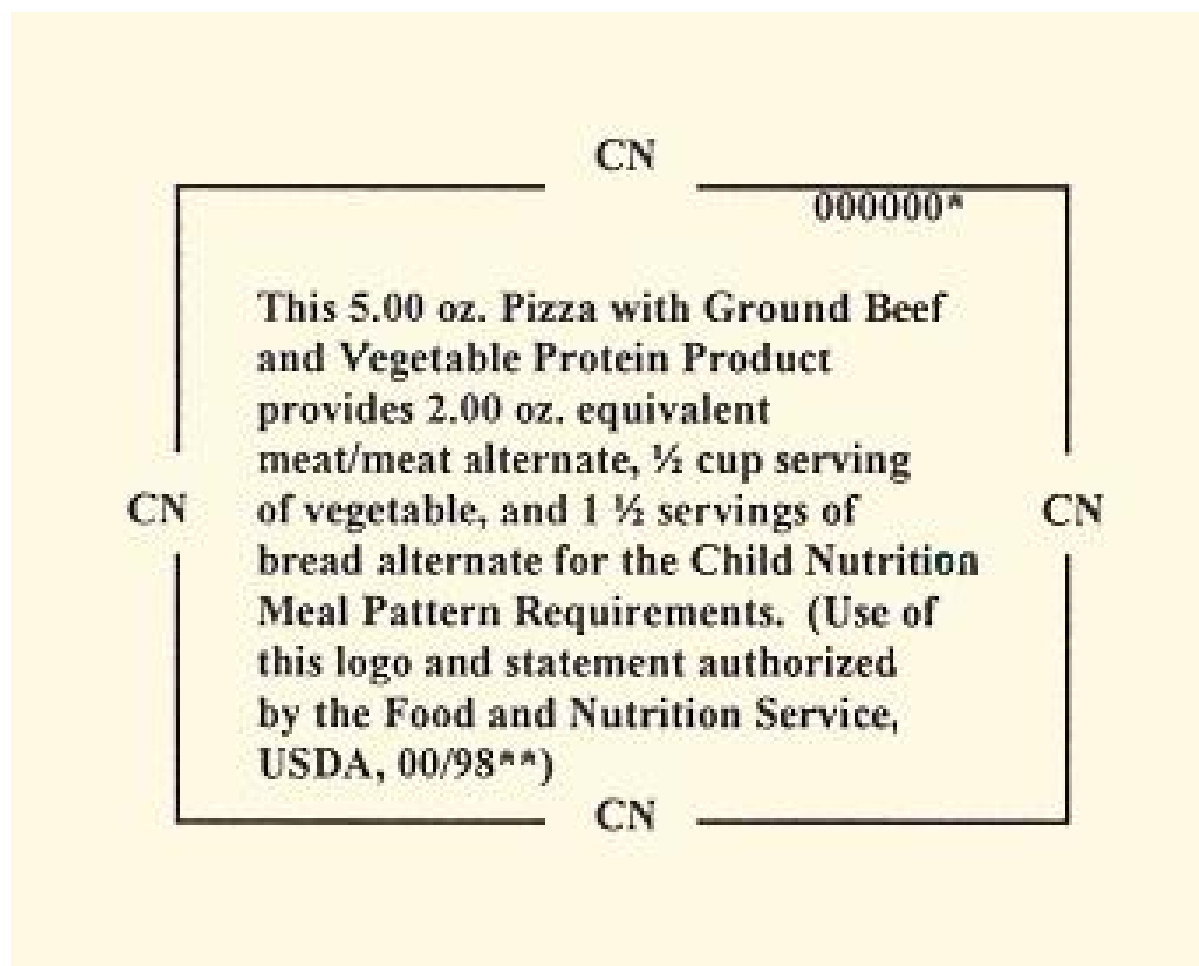 CN
000000*
This 5.00 oz. Pizza with Ground Beef
and Vegetable Protein Product
provides 2.00 oz. equivalent
meat/meat alternate, ½ cup serving
CN of vegetable, and 1 ½ servings of CN
bread alternate for the Child Nutrition
Meal Pattern Requirements. (Use of
this logo and statement authorized
by the Food and Nutrition Service,
USDA, 00/98**)
CN